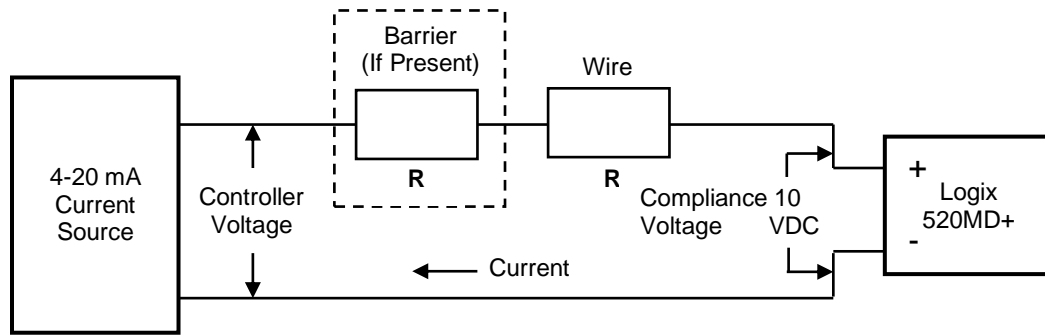 Barrier
(If Present)
Wire
4-20 mA
Current
Source
Controller
Voltage
R
R
Compliance 10
Voltage VDC
+
-
Logix
520MD+
Current